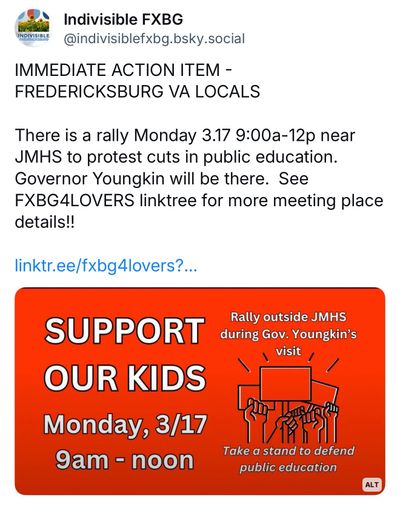 Indivisible FXBG
@indivisiblefxbg.bsky.social
IMMEDIATE ACTION ITEM -
FREDERICKSBURG VA LOCALS
There is a rally Monday 3.17 9:00a-12p near
JMHS to protest cuts in public education.
Governor Youngkin will be there.  See
FXBG4LOVERS linktree for more meeting place
details!!
linktr.ee/fxbg4lovers?...
SUPPORT
OUR KIDS
Monday, 3/17
9am - noon
Rally outside JMHS
during Gov. Youngkin's
visit
Take a stand to defend
public education
ALT
INDIVISIBLE